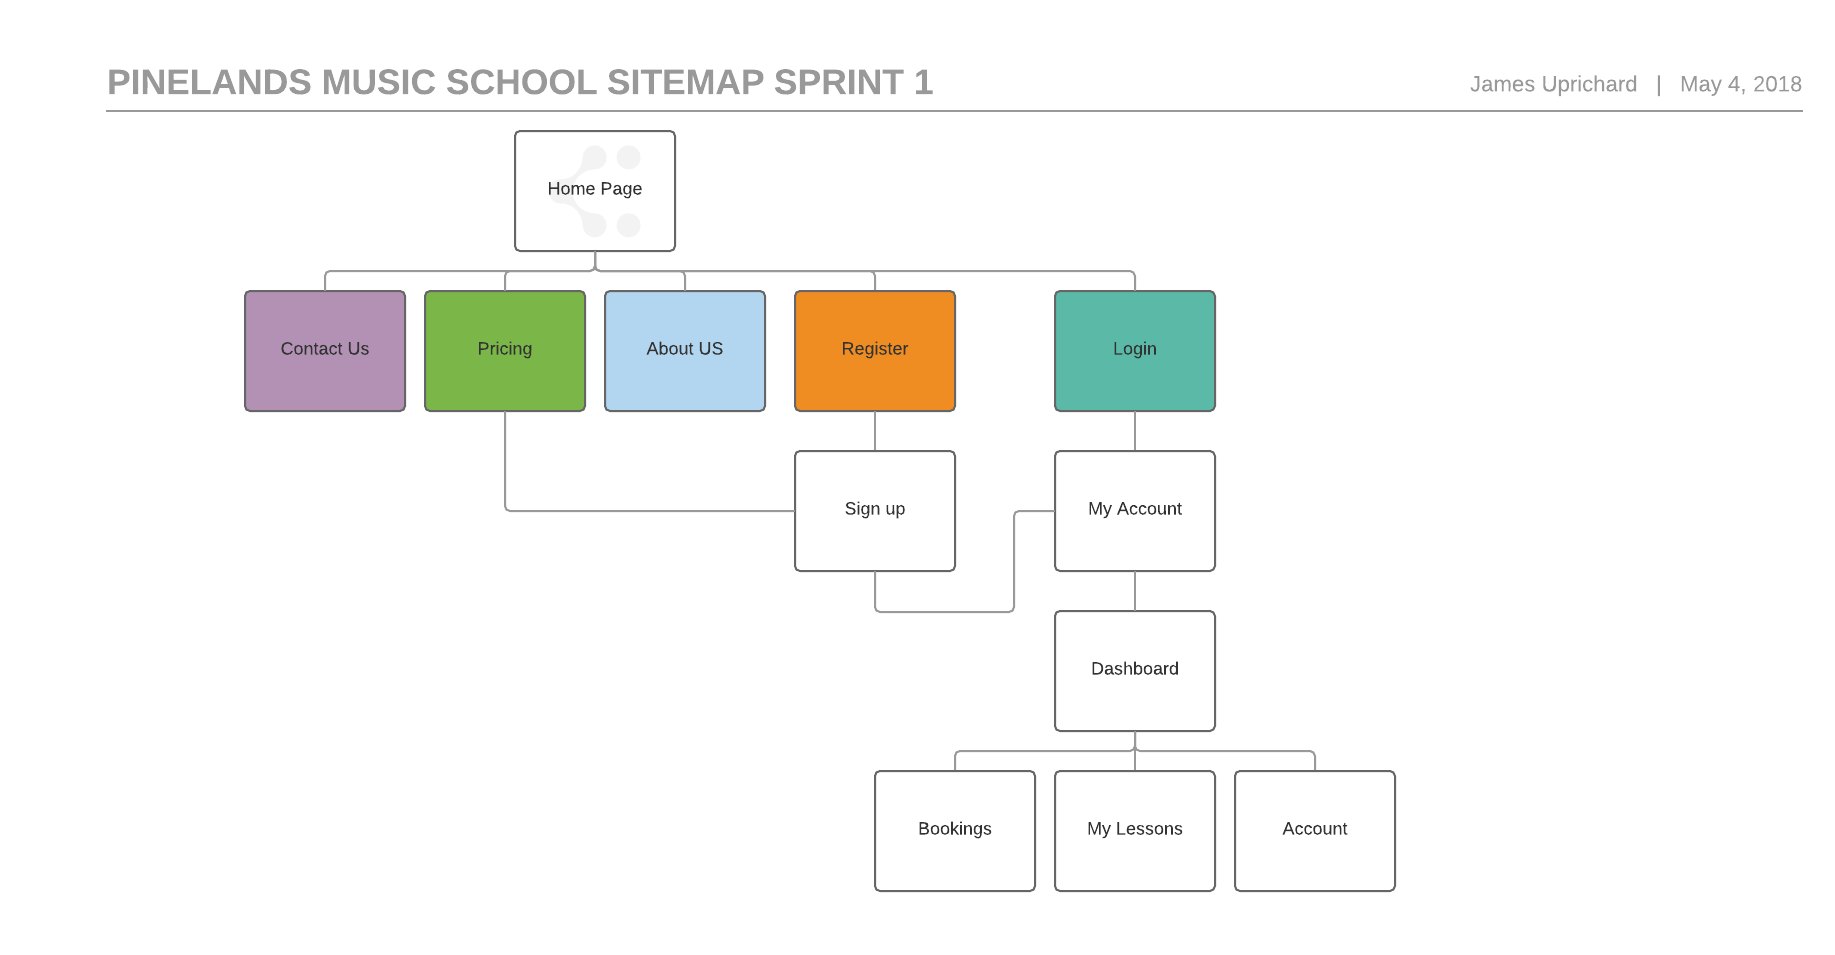 PINELANDS MUSIC SCHOOL SITEMAP SPRINT 1
James Uprichard | May 4, 2018
Home Page
Contact Us
Pricing
About US
Register
Login
Sign up
My Account
Dashboard
Bookings
My Lessons
Account